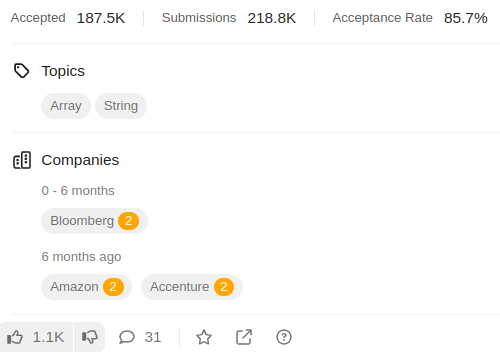 Accepted 187.5K Submissions 218.8K Acceptance Rate 85.7%
Topics
Array String
Companies
0 - 6 months
Bloomberg 2
6 months ago
Amazon 2 Accenture 2
1.1K 31